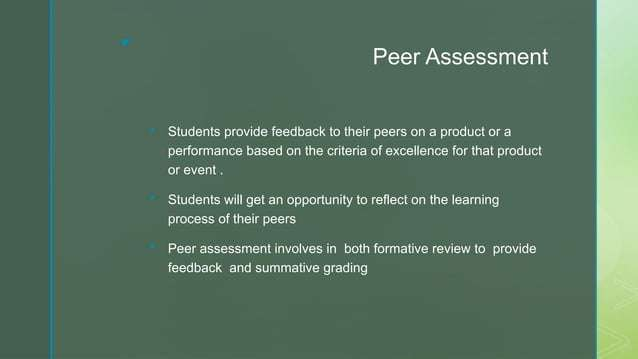 Peer Assessment
Students provide feedback to their peers on a product or a
performance based on the criteria of excellence for that product
or event .
Students will get an opportunity to reflect on the learning
process of their peers
Peer assessment involves in  both formative review to  provide
feedback  and summative grading